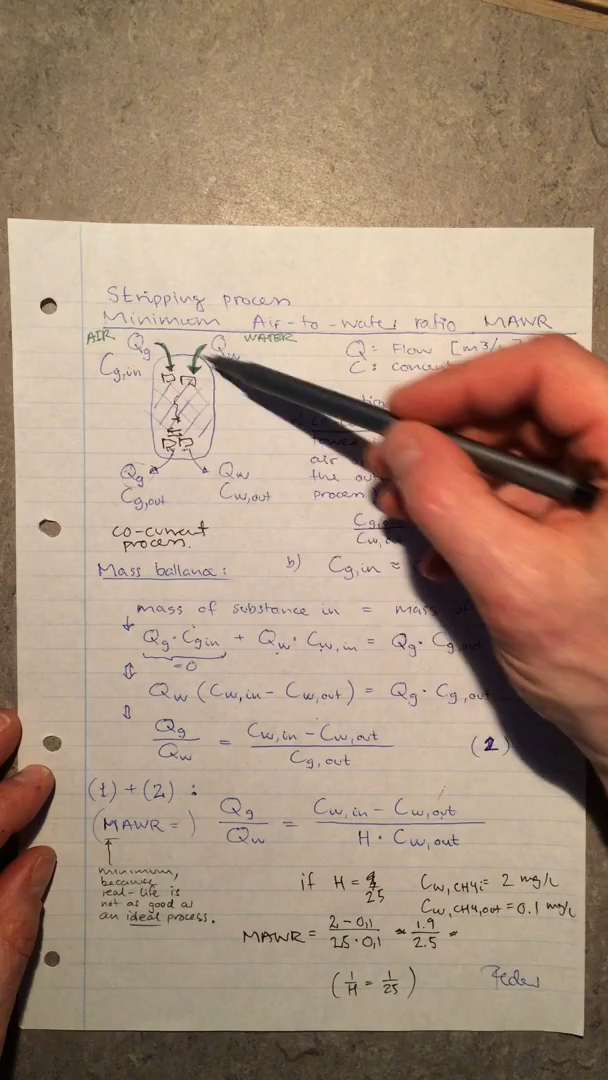 Stripping process
Minimum Air-to-water ratio MAWR
AIR Qg Qw WATER
Cg,in
Q: Flow [m3/
C: concent
air
the out
process
Qg Qw
Cg,out Cw,out
co-current
process.
Mass ballance: b) Cg,in ≈
mass of substance in = mass of
Qg · Cgin + Qw · Cw,in = Qg · Cg,
=0
⇕ Qw (Cw,in - Cw,out) = Qg · Cg,out
Qg/Qw = (Cw,in - Cw,out)/Cg,out (2)
(1) + (2) :
(MAWR = ) Qg/Qw = (Cw,in - Cw,out)/(H · Cw,out)
minimum,
because
real-life is
not as good as
an ideal process.
if H = 25 Cw,CH4,i = 2 mg/L
Cw,CH4,out = 0.1 mg/L
MAWR = (2-0,1)/(25·0,1) ≈ 1.9/2.5 =
(1/H = 1/25)